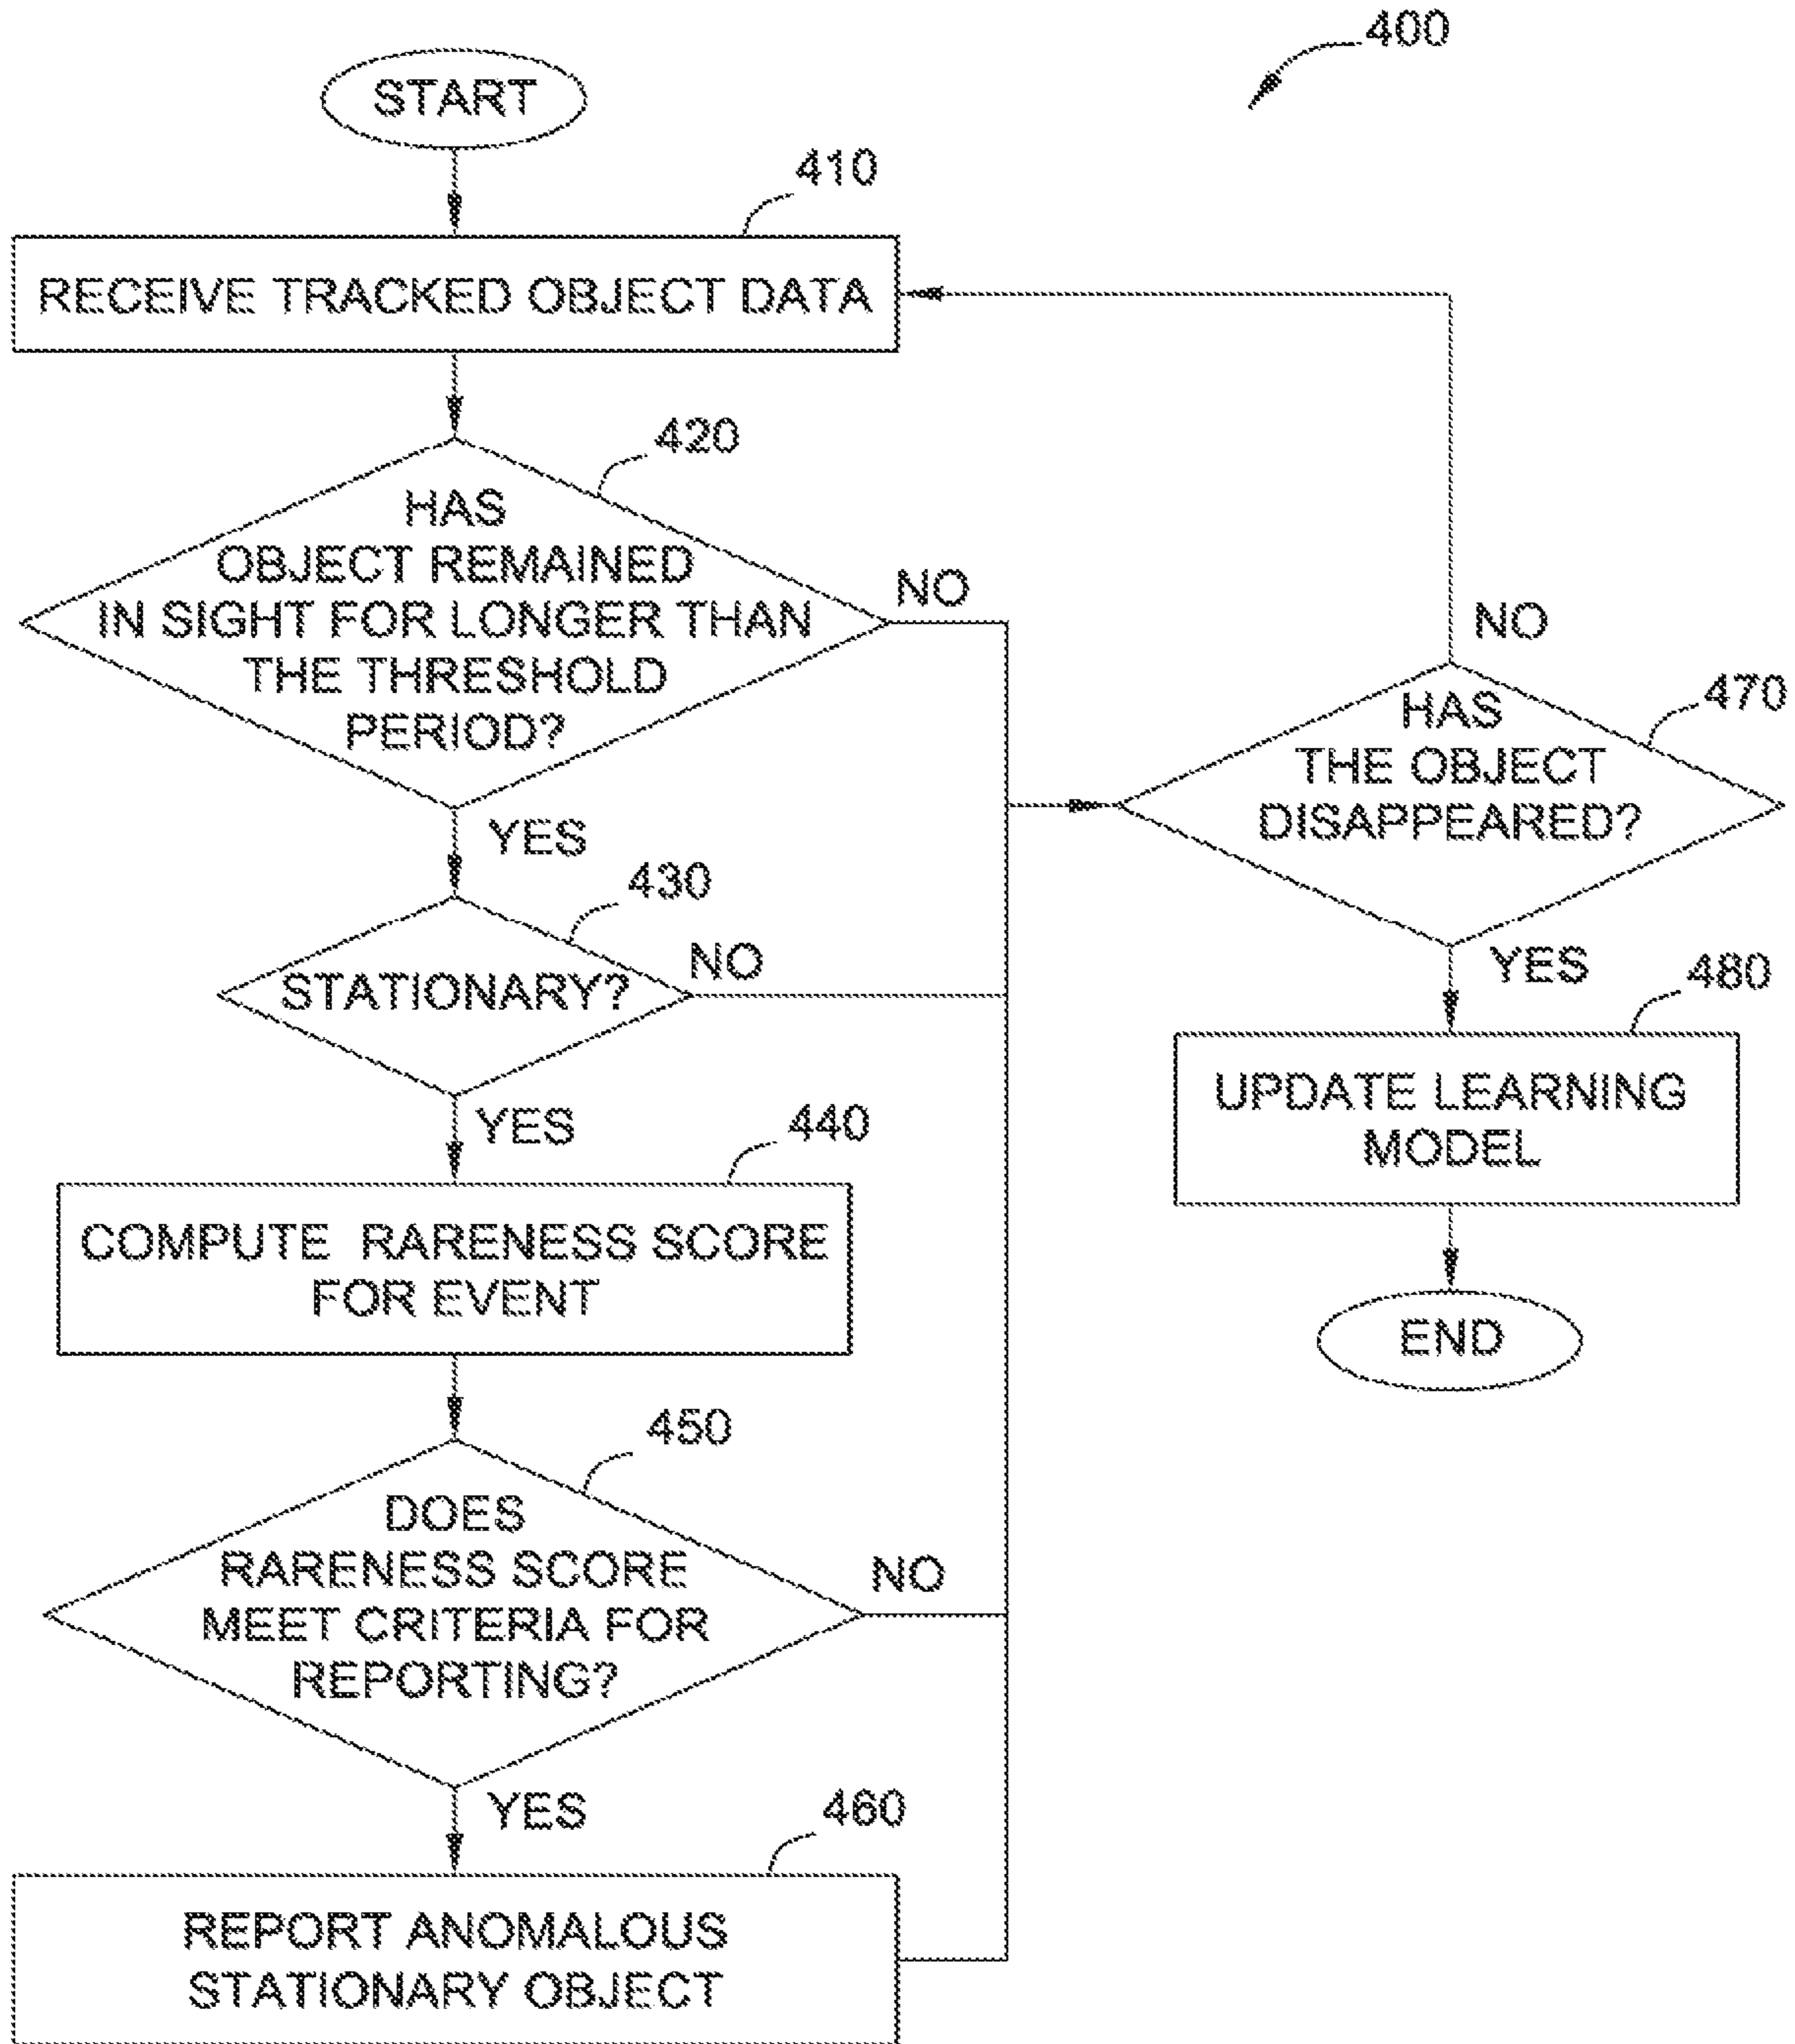 400
START
410
RECEIVE TRACKED OBJECT DATA
420
HAS
OBJECT REMAINED
IN SIGHT FOR LONGER THAN
THE THRESHOLD
PERIOD?
NO
YES
430
STATIONARY?
NO
YES
440
COMPUTE RARENESS SCORE
FOR EVENT
450
DOES
RARENESS SCORE
MEET CRITERIA FOR
REPORTING?
NO
YES
460
REPORT ANOMALOUS
STATIONARY OBJECT
NO
470
HAS
THE OBJECT
DISAPPEARED?
YES
480
UPDATE LEARNING
MODEL
END